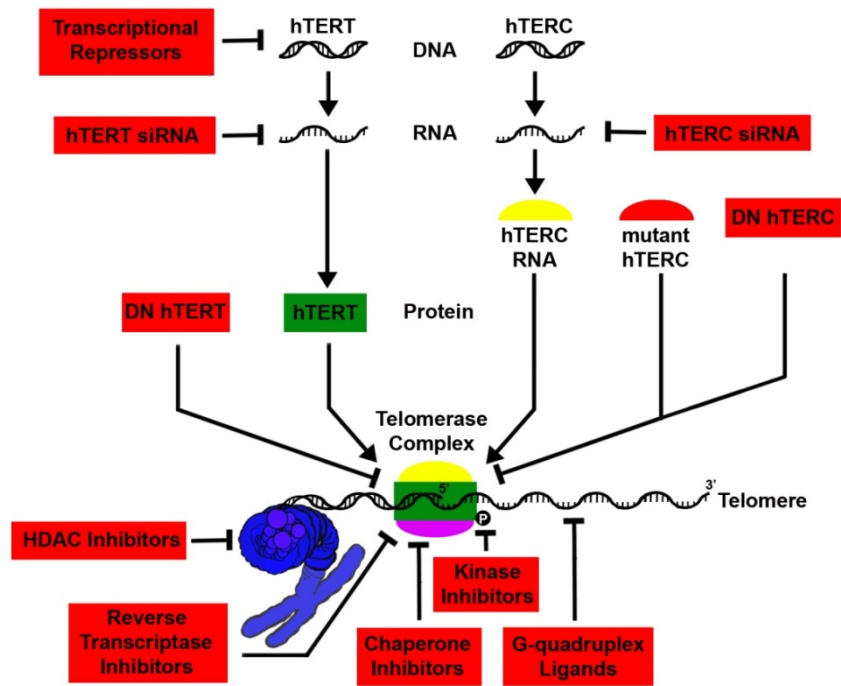 Transcriptional
Repressors
hTERT
DNA
hTERC
hTERT siRNA
RNA
hTERC siRNA
hTERC
RNA
mutant
hTERC
DN hTERC
DN hTERT
hTERT
Protein
Telomerase
Complex
5'
3'
Telomere
P
HDAC Inhibitors
Kinase
Inhibitors
Reverse
Transcriptase
Inhibitors
Chaperone
Inhibitors
G-quadruplex
Ligands